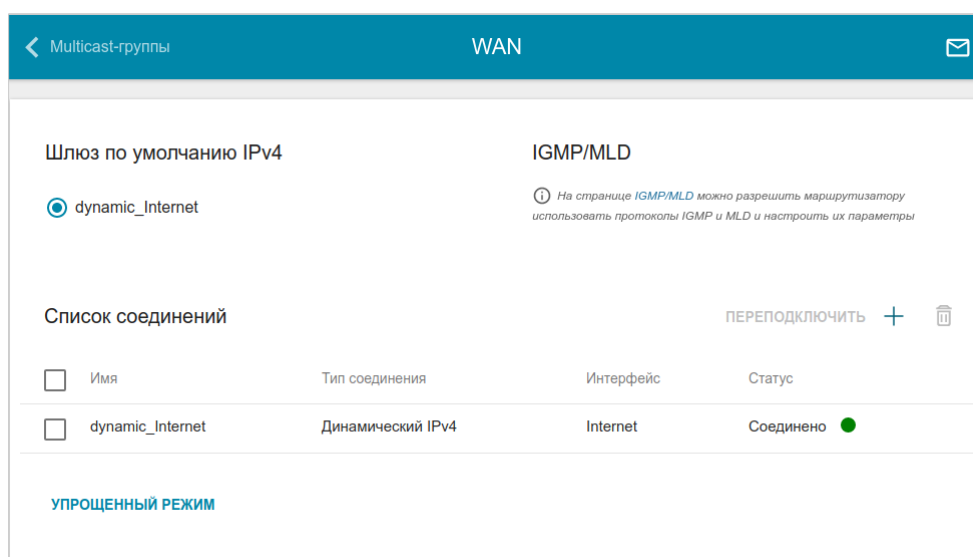 Multicast-группы
WAN
Шлюз по умолчанию IPv4
dynamic_Internet
IGMP/MLD
На странице IGMP/MLD можно разрешить маршрутизатору
использовать протоколы IGMP и MLD и настроить их параметры
Список соединений
ПЕРЕПОДКЛЮЧИТЬ
Имя Тип соединения Интерфейс Статус
dynamic_Internet Динамический IPv4 Internet Соединено
УПРОЩЕННЫЙ РЕЖИМ